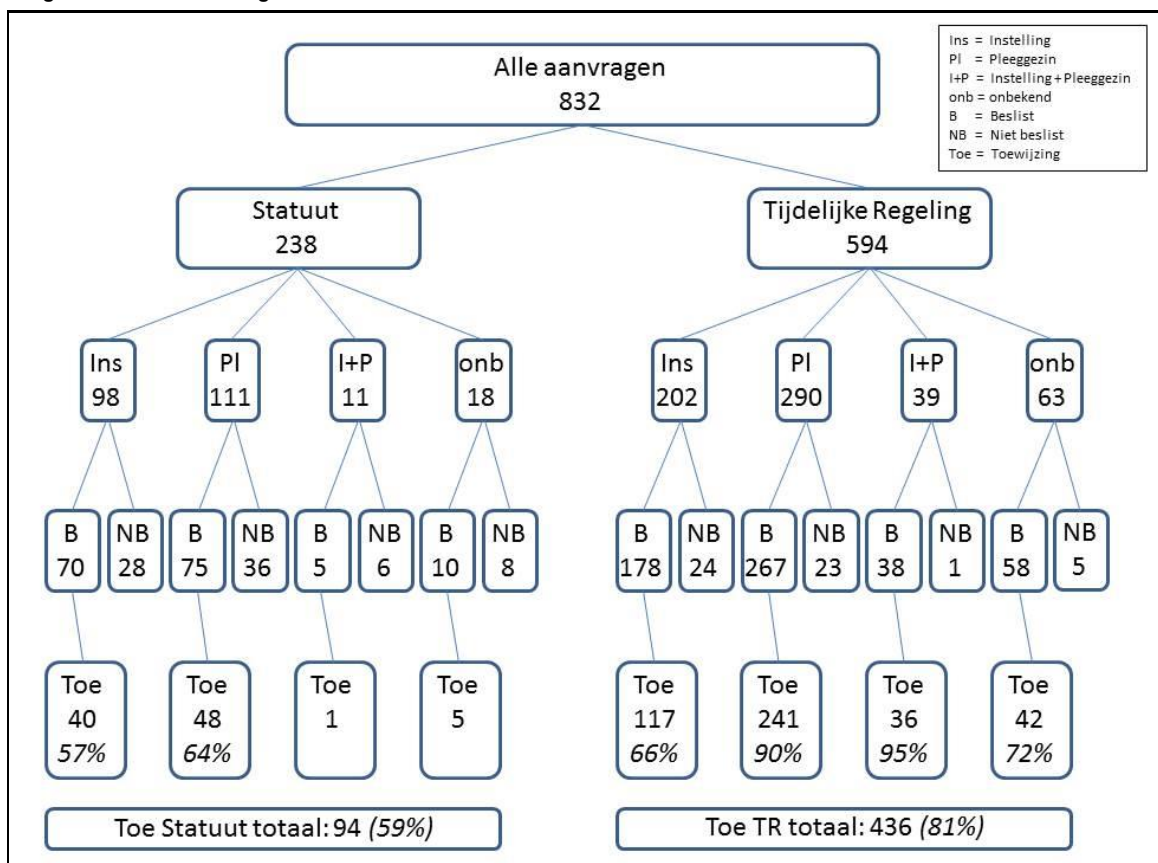 Ins = Instelling
Pl = Pleeggezin
I+P = Instelling + Pleeggezin
onb = onbekend
B = Beslist
NB = Niet beslist
Toe = Toewijzing
Alle aanvragen
832
Statuut
238
Tijdelijke Regeling
594
Ins
98
Pl
111
I+P
11
onb
18
Ins
202
Pl
290
I+P
39
onb
63
B
70
NB
28
B
75
NB
36
B
5
NB
6
B
10
NB
8
B
178
NB
24
B
267
NB
23
B
38
NB
1
B
58
NB
5
Toe
40
57%
Toe
48
64%
Toe
1
Toe
5
Toe
117
66%
Toe
241
90%
Toe
36
95%
Toe
42
72%
Toe Statuut totaal: 94 (59%)
Toe TR totaal: 436 (81%)